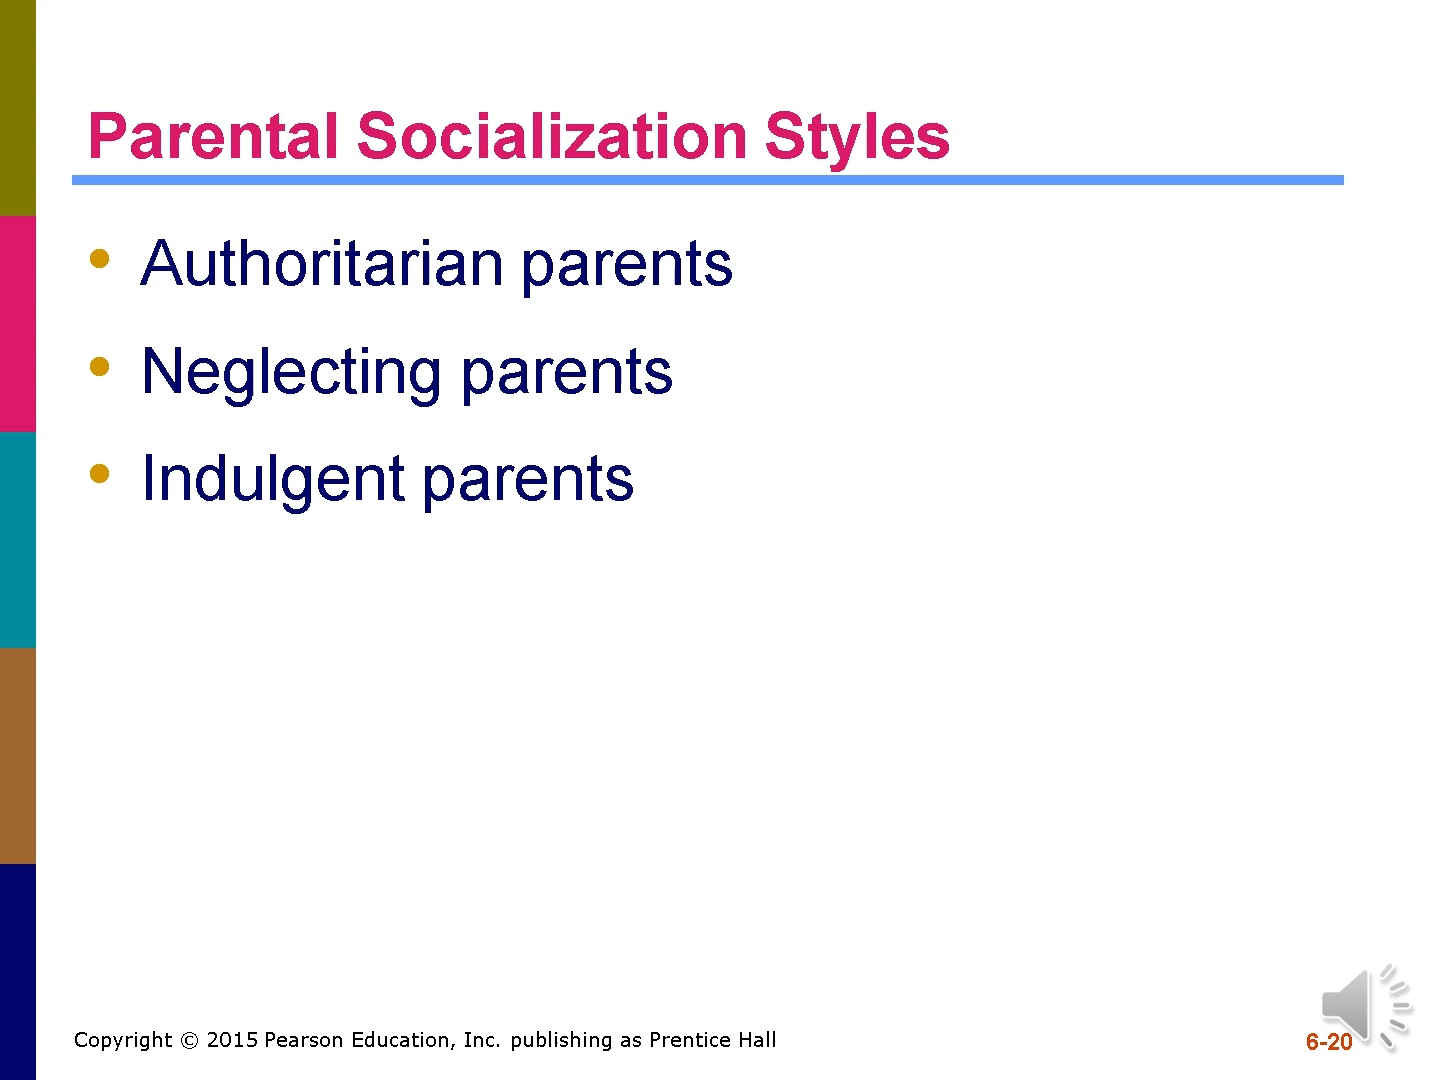 Parental Socialization Styles
• Authoritarian parents
• Neglecting parents
• Indulgent parents
Copyright © 2015 Pearson Education, Inc. publishing as Prentice Hall
6-20